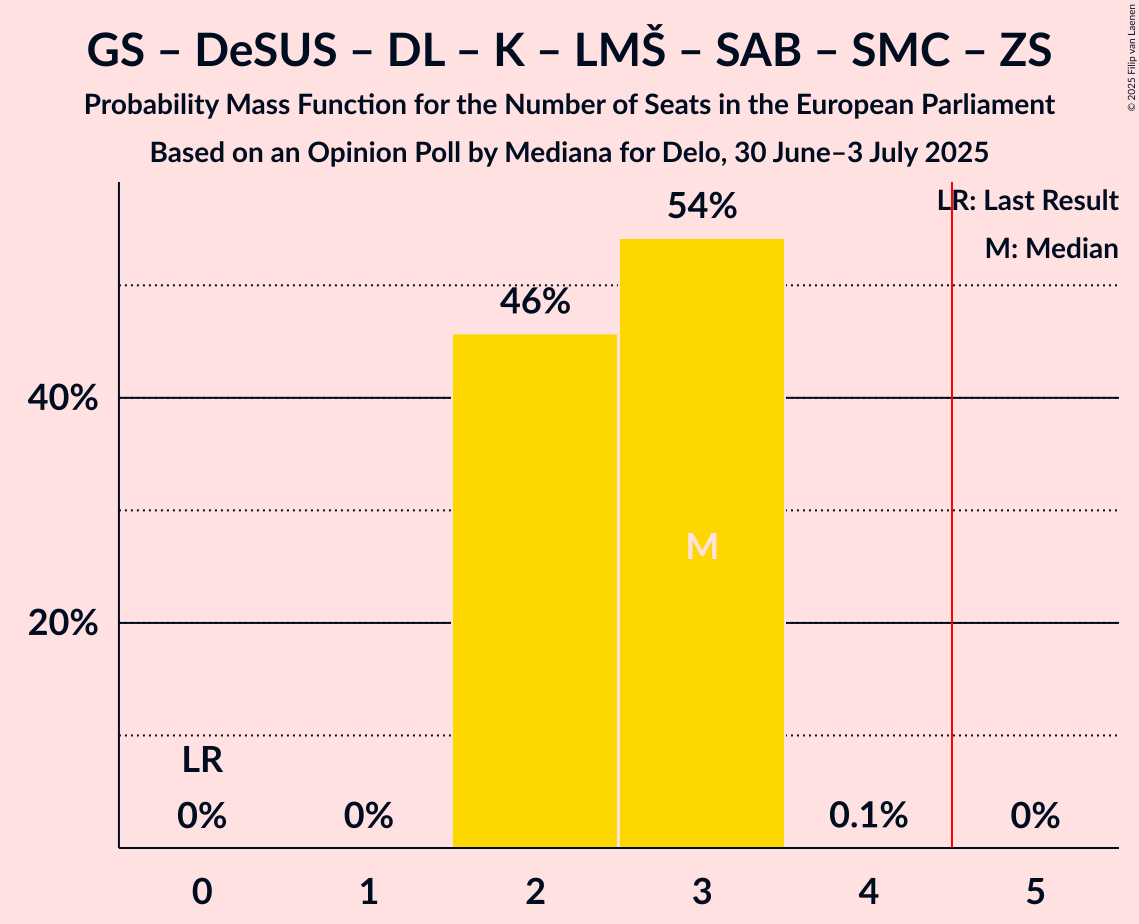 GS – DeSUS – DL – K – LMŠ – SAB – SMC – ZS
Probability Mass Function for the Number of Seats in the European Parliament
Based on an Opinion Poll by Mediana for Delo, 30 June–3 July 2025
© 2025 Filip van Laenen
LR: Last Result
M: Median
54%
46%
40%
20%
M
LR
0%
0%
0.1%
0%
0
1
2
3
4
5